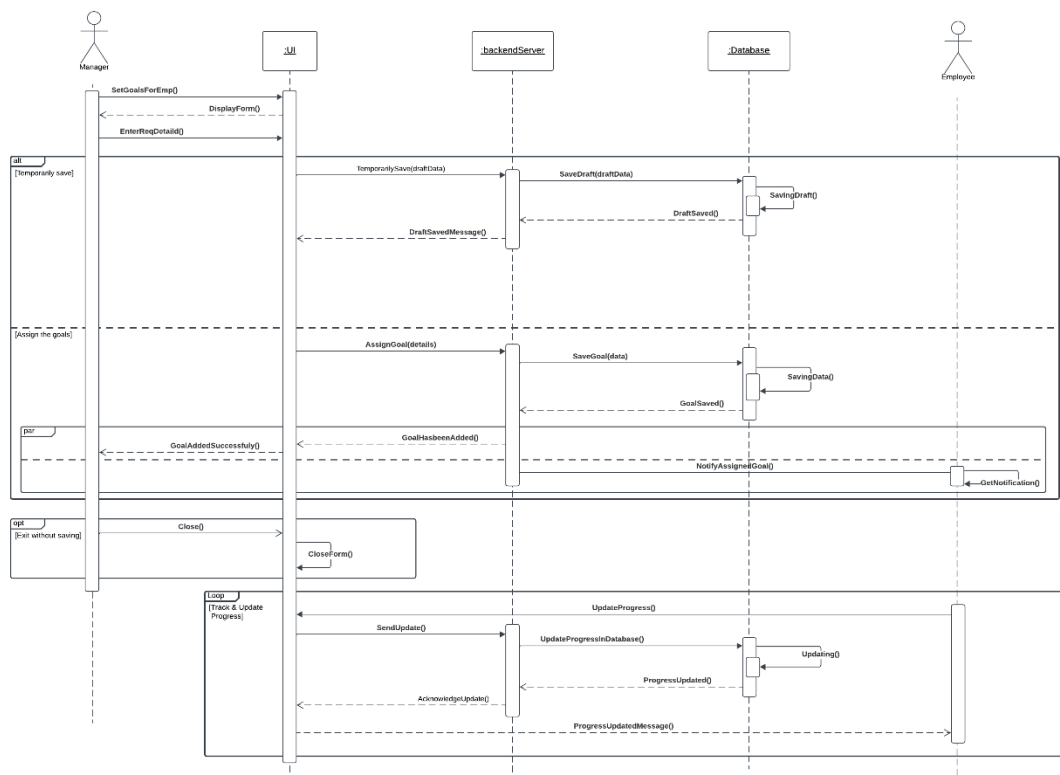 Manager
:UI
:backendServer
:Database
Employee
SetGoalsForEmp()
DisplayForm()
EnterReqDetaild()
alt
[Temporarily save]
TemporarilySave(draftData)
SaveDraft(draftData)
SavingDraft()
DraftSaved()
DraftSavedMessage()
[Assign the goals]
AssignGoal(details)
SaveGoal(data)
SavingData()
GoalSaved()
par
GoalHasbeenAdded()
GoalAddedSuccessfuly()
NotifyAssignedGoal()
GetNotification()
opt
[Exit without saving]
Close()
CloseForm()
Loop
[Track & Update
Progress]
UpdateProgress()
SendUpdate()
UpdateProgressInDatabase()
Updating()
ProgressUpdated()
AcknowledgeUpdate()
ProgressUpdatedMessage()